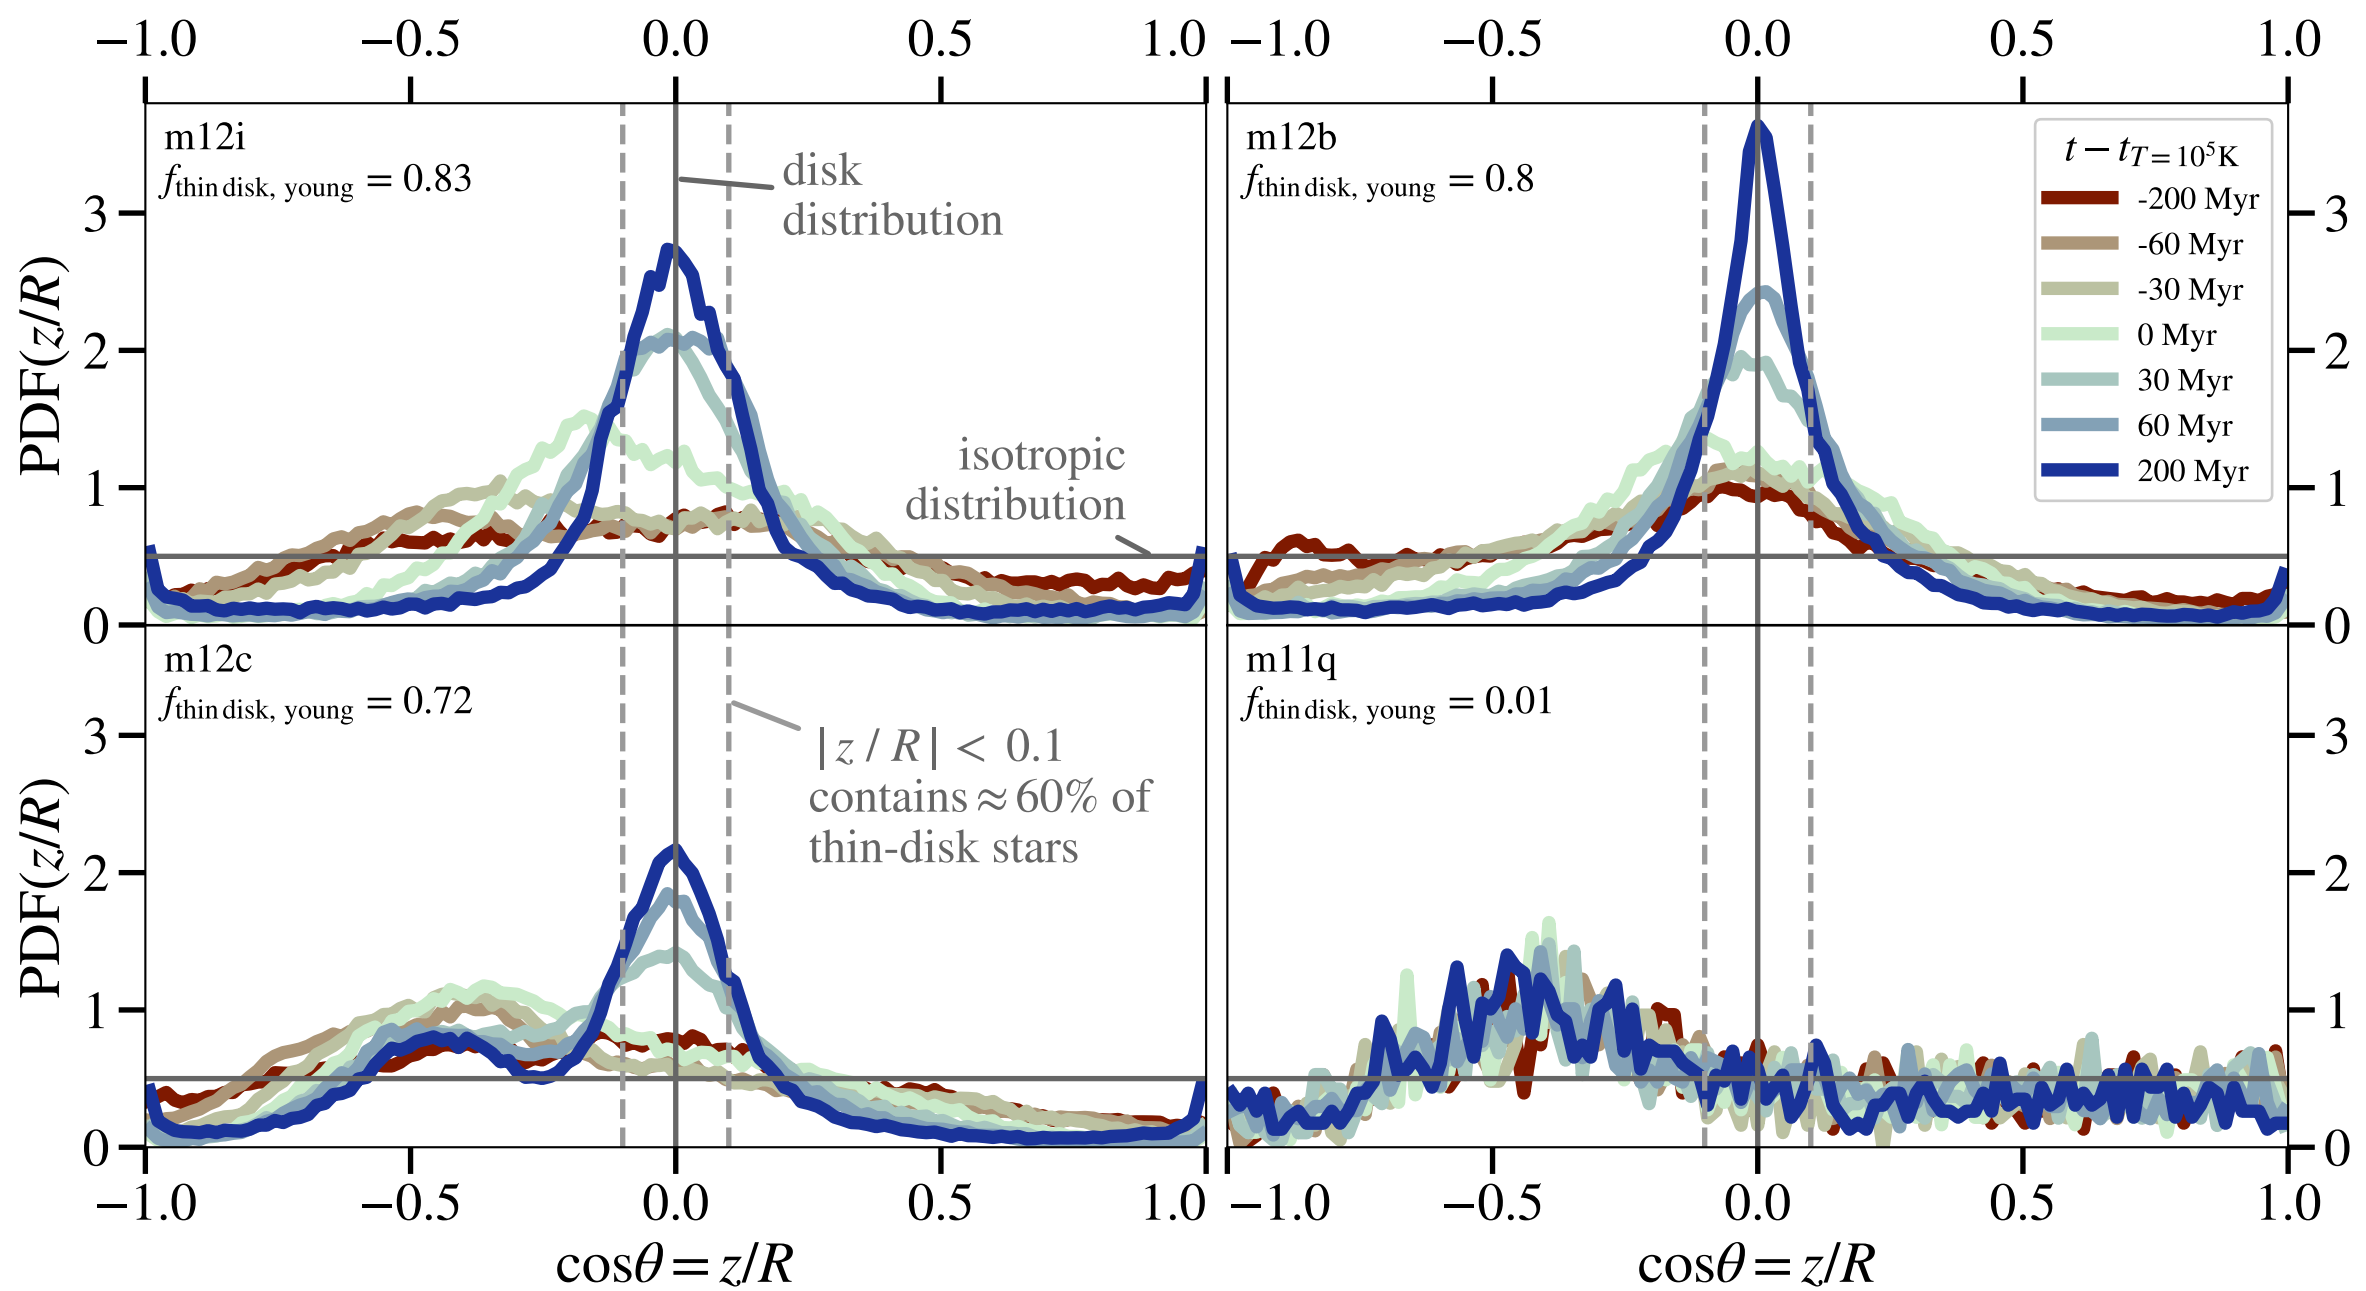 −1.0 −0.5 0.0 0.5 1.0 −1.0 −0.5 0.0 0.5 1.0
m12i
f thin disk, young = 0.83
disk
distribution
isotropic
distribution
PDF(z/R)
3
2
1
0
m12b
f thin disk, young = 0.8
t − t T = 10⁵K
-200 Myr
-60 Myr
-30 Myr
0 Myr
30 Myr
60 Myr
200 Myr
3
2
1
0
m12c
f thin disk, young = 0.72
|z / R| < 0.1
contains ≈ 60% of
thin-disk stars
PDF(z/R)
3
2
1
0
m11q
f thin disk, young = 0.01
3
2
1
0
−1.0 −0.5 0.0 0.5 1.0 −1.0 −0.5 0.0 0.5 1.0
cosθ = z/R
cosθ = z/R